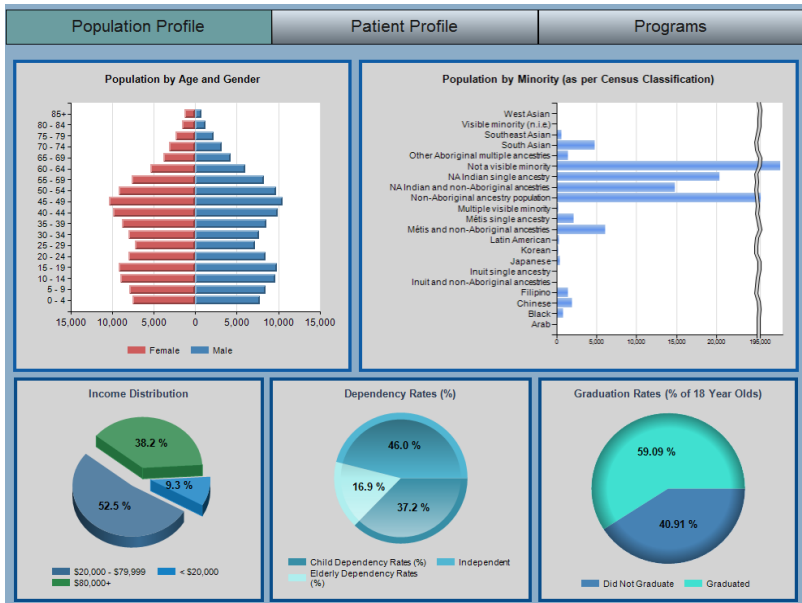 Population Profile
Patient Profile
Programs
Population by Age and Gender
85+
80 - 84
75 - 79
70 - 74
65 - 69
60 - 64
55 - 59
50 - 54
45 - 49
40 - 44
35 - 39
30 - 34
25 - 29
20 - 24
15 - 19
10 - 14
5 - 9
0 - 4
15,000 10,000 5,000 0 5,000 10,000 15,000
Female Male
Population by Minority (as per Census Classification)
West Asian
Visible minority (n.i.e.)
Southeast Asian
South Asian
Other Aboriginal multiple ancestries
Not a visible minority
NA Indian single ancestry
NA Indian and non-Aboriginal ancestries
Non-Aboriginal ancestry population
Multiple visible minority
Métis single ancestry
Métis and non-Aboriginal ancestries
Latin American
Korean
Japanese
Inuit single ancestry
Inuit and non-Aboriginal ancestries
Filipino
Chinese
Black
Arab
0 5,000 10,000 15,000 20,000 195,000
Income Distribution
38.2 %
9.3 %
52.5 %
$20,000 - $79,999 < $20,000
$80,000+
Dependency Rates (%)
46.0 %
16.9 %
37.2 %
Child Dependency Rates (%) Independent
Elderly Dependency Rates
(%)
Graduation Rates (% of 18 Year Olds)
59.09 %
40.91 %
Did Not Graduate Graduated